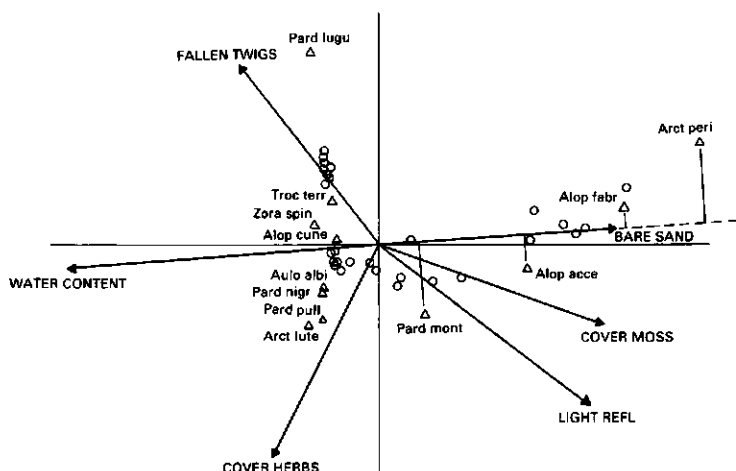 Pard lugu
FALLEN TWIGS
Arct peri
Troc terr
Alop fabr
Zora spin
Alop cune
BARE SAND
WATER CONTENT
Aulo albi
Alop acce
Pard nigr
Pard pull
Pard mont
Arct lute
COVER MOSS
LIGHT REFL
COVER HERBS